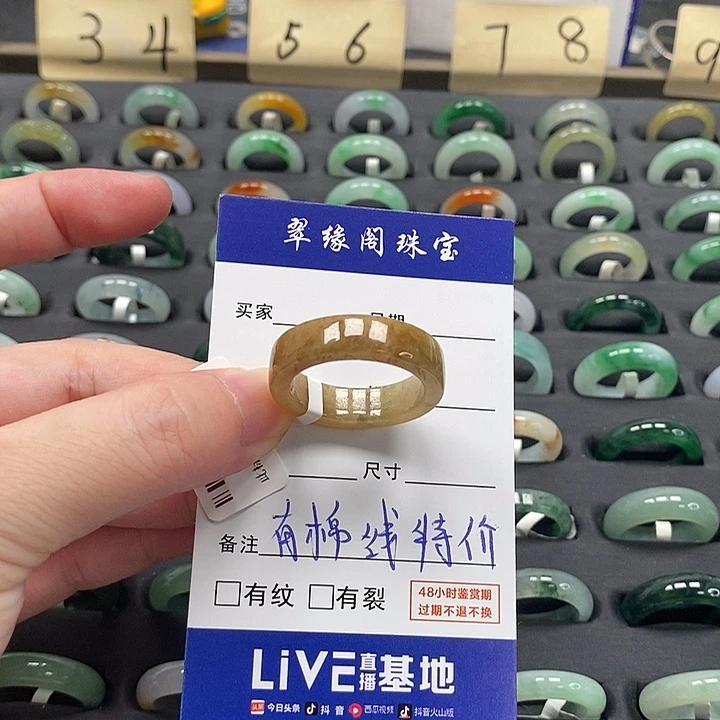 3 4
5 6
7 8
9
翠缘阁珠宝
买家 日期
尺寸
备注 有棉线特价
□有纹 □有裂
48小时鉴赏期
过期不退不换
LiVE直播基地
今日头条 抖音 西瓜视频 抖音火山版